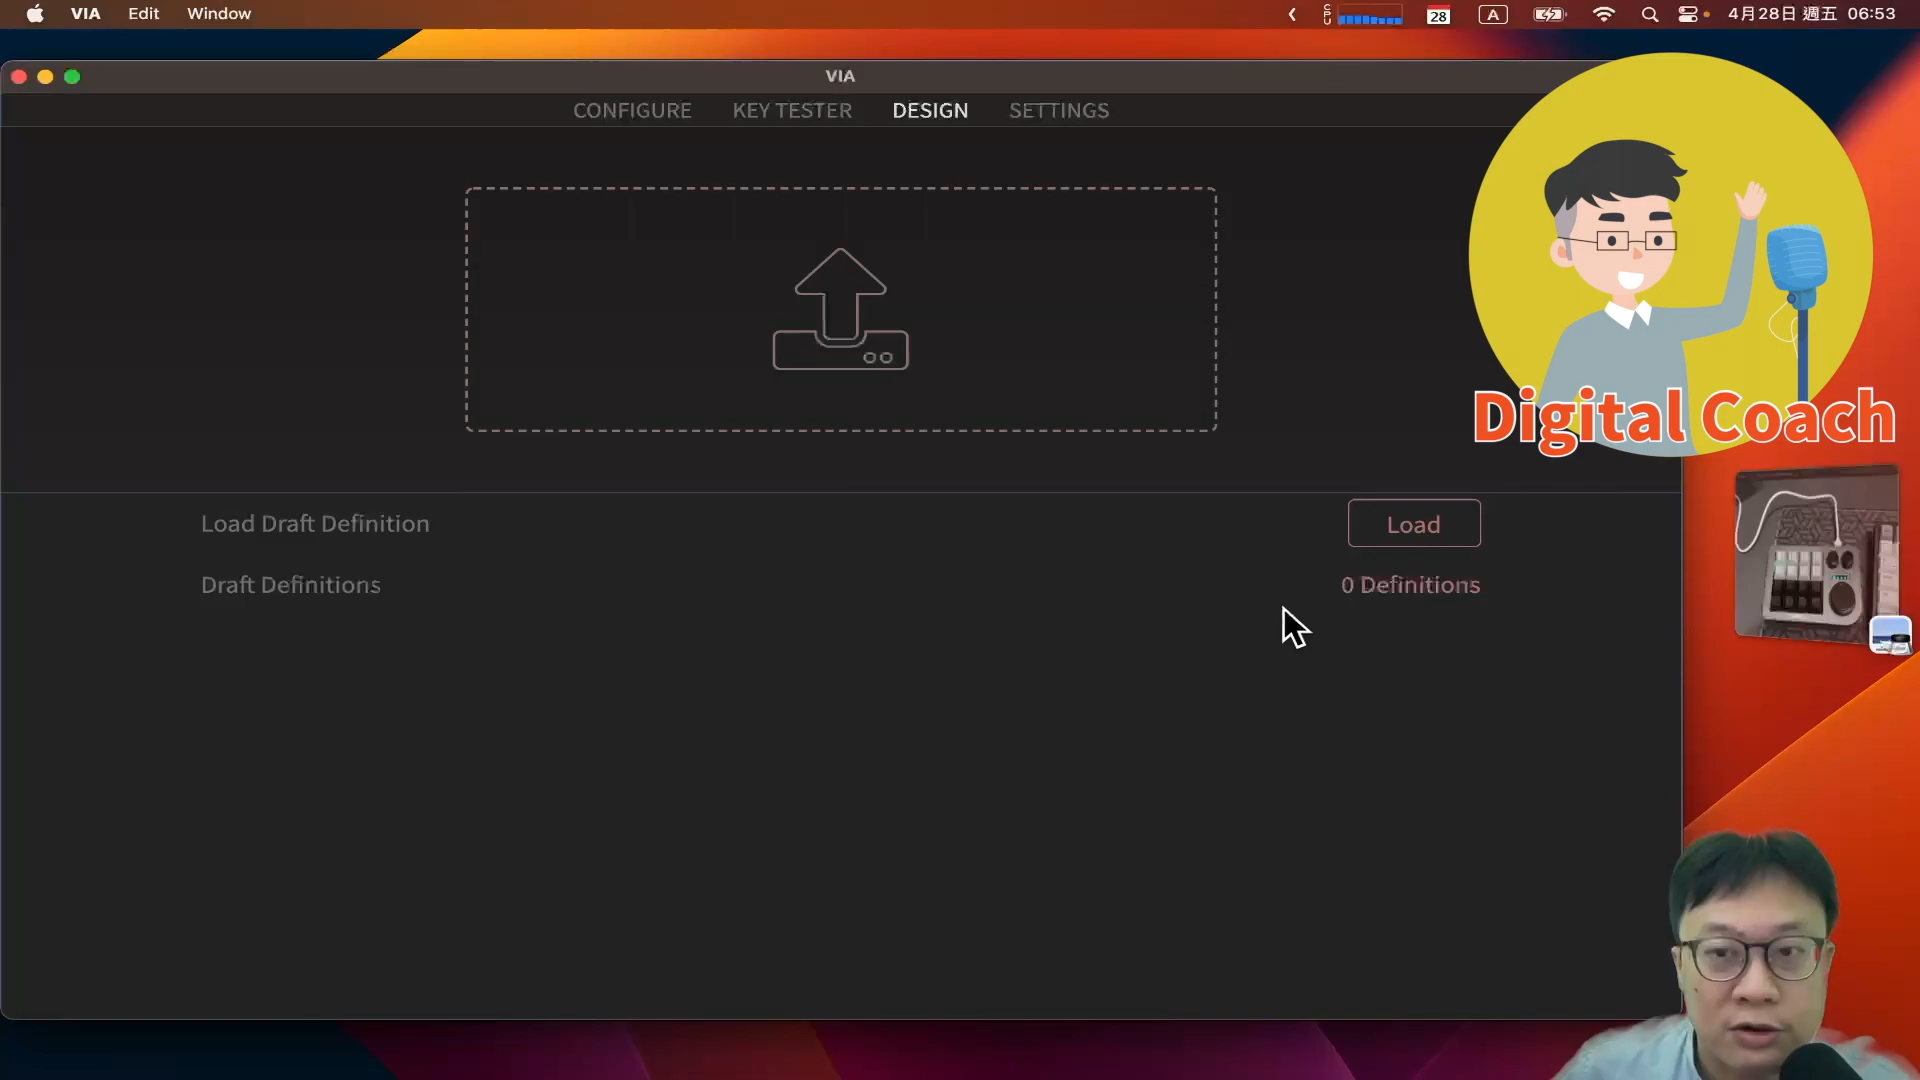 VIA Edit Window
CPU 28 A 4月28日 週五 06:53
VIA
CONFIGURE KEY TESTER DESIGN SETTINGS
Digital Coach
Load Draft Definition Load
Draft Definitions 0 Definitions